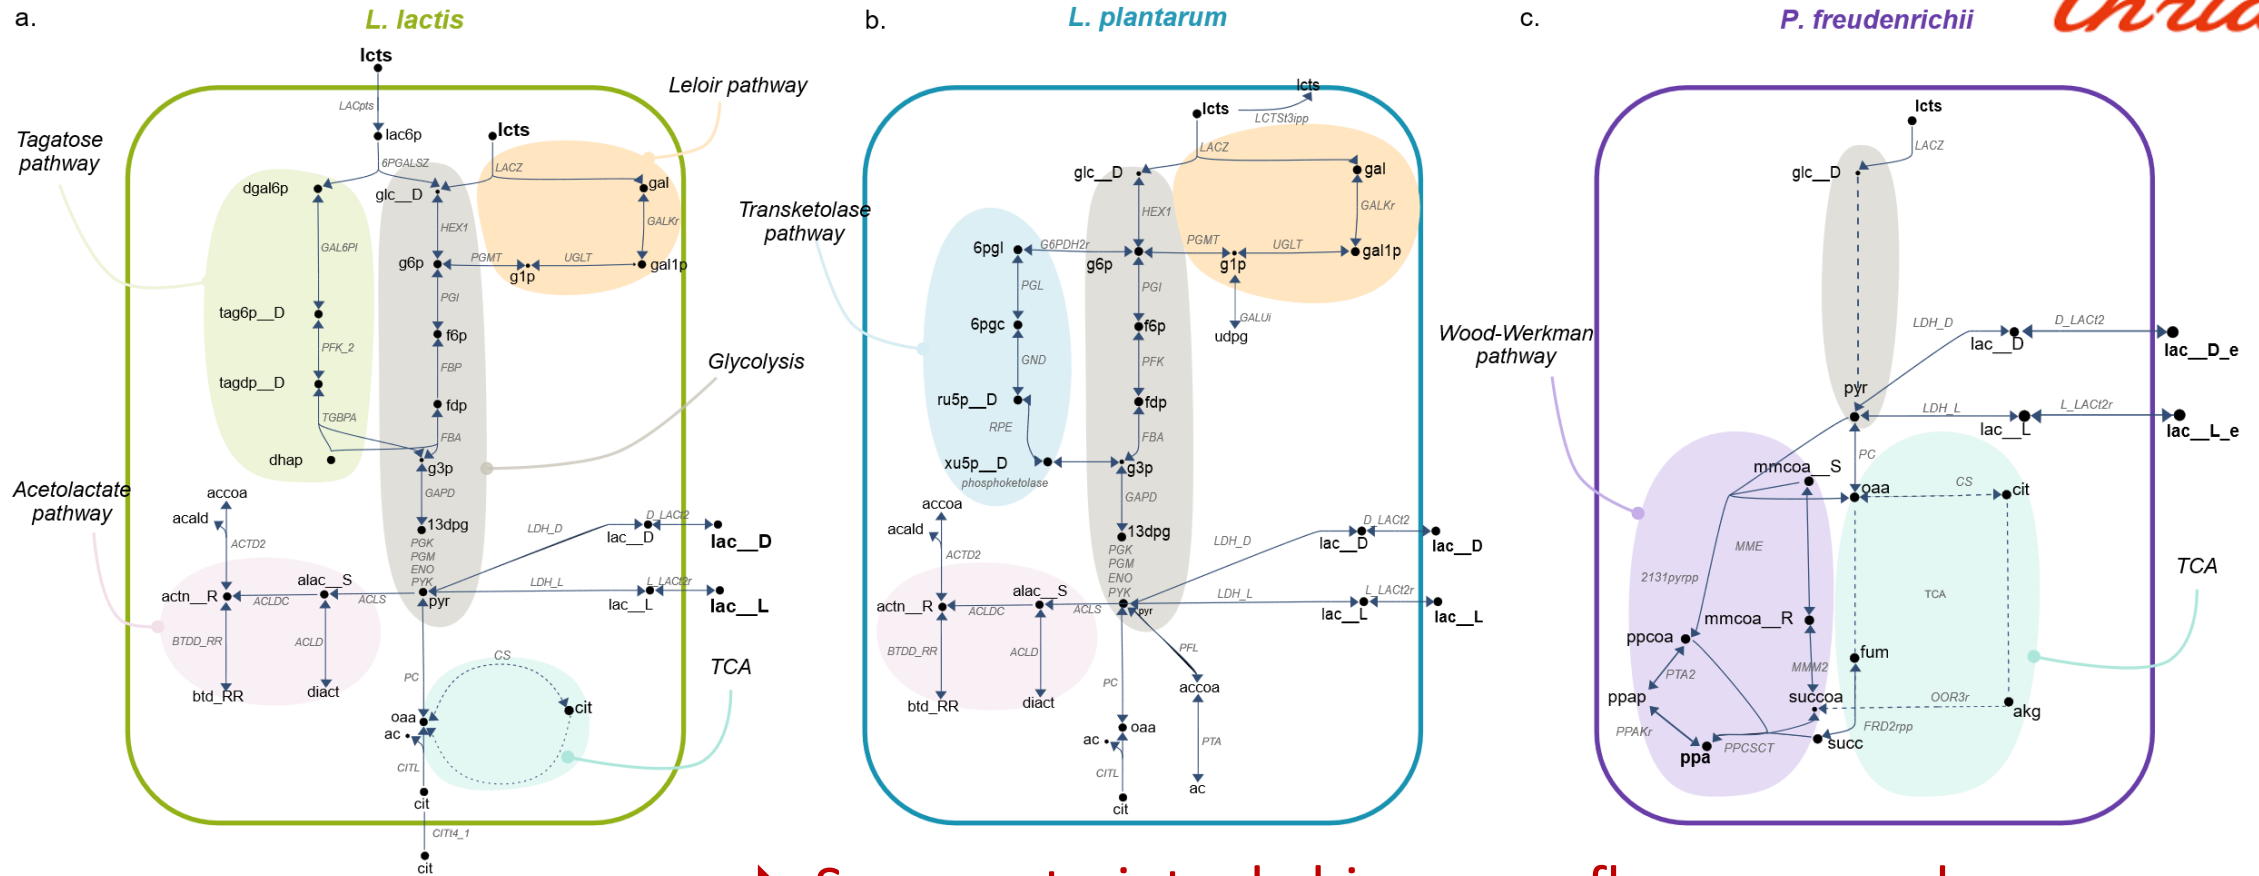 a.
L. lactis
lcts
LACpts
lac6p
lcts
Leloir pathway
Tagatose
pathway
6PGALSZ
LACZ
dgal6p
glc__D
gal
GAL6PI
HEX1
GALKr
g6p
PGMT
UGLT
g1p
gal1p
tag6p__D
PGI
f6p
PFK_2
FBP
Glycolysis
tagdp__D
fdp
TGBPA
FBA
dhap
g3p
Acetolactate
pathway
accoa
GAPD
acald
13dpg
LDH_D
D_LACt2
lac__D
lac__D
ACTD2
PGK
PGM
ENO
PYK
alac__S
LDH_L
L_LACt2r
actn__R
ACLDC
ACLS
pyr
lac__L
lac__L
BTDD_RR
ACLD
CS
TCA
PC
btd_RR
diact
oaa
cit
ac
CITL
cit
CITt4_1
cit
b.
L. plantarum
lcts
lcts
LCTSt3ipp
LACZ
glc__D
gal
Transketolase
pathway
HEX1
GALKr
6pgl
G6PDH2r
PGMT
UGLT
g6p
g1p
gal1p
PGL
PGI
GALUi
6pgc
f6p
udpg
GND
PFK
ru5p__D
fdp
RPE
FBA
xu5p__D
g3p
phosphoketolase
GAPD
accoa
acald
13dpg
LDH_D
D_LACt2
lac__D
lac__D
ACTD2
PGK
PGM
ENO
PYK
alac__S
LDH_L
L_LACt2r
actn__R
ACLDC
ACLS
pyr
lac__L
lac__L
BTDD_RR
ACLD
PFL
PC
accoa
btd_RR
diact
oaa
ac
PTA
CITL
ac
cit
c.
P. freudenrichii
lcts
LACZ
glc__D
LDH_D
D_LACt2
Wood-Werkman
pathway
lac__D
lac__D_e
pyr
LDH_L
L_LACt2r
lac__L
lac__L_e
PC
mmcoa__S
oaa
CS
cit
MME
TCA
2131pyrpp
TCA
mmcoa__R
ppcoa
fum
PTA2
MMM2
ppap
succoa
OOR3r
akg
PPAKr
FRD2rpp
PPCSCT
succ
ppa